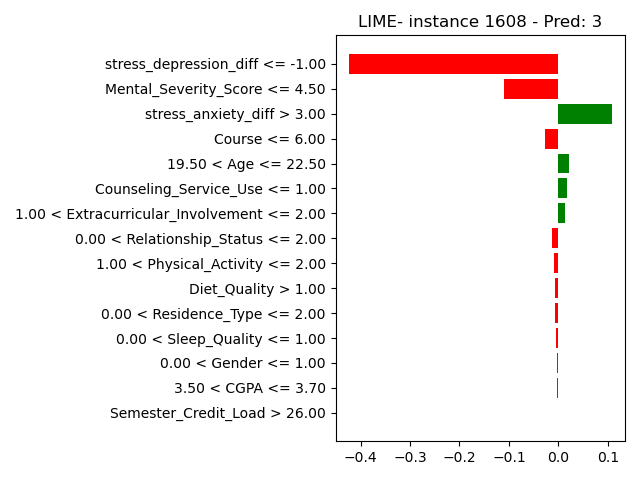 LIME- instance 1608 - Pred: 3
stress_depression_diff <= -1.00
Mental_Severity_Score <= 4.50
stress_anxiety_diff > 3.00
Course <= 6.00
19.50 < Age <= 22.50
Counseling_Service_Use <= 1.00
1.00 < Extracurricular_Involvement <= 2.00
0.00 < Relationship_Status <= 2.00
1.00 < Physical_Activity <= 2.00
Diet_Quality > 1.00
0.00 < Residence_Type <= 2.00
0.00 < Sleep_Quality <= 1.00
0.00 < Gender <= 1.00
3.50 < CGPA <= 3.70
Semester_Credit_Load > 26.00
−0.4 −0.3 −0.2 −0.1 0.0 0.1